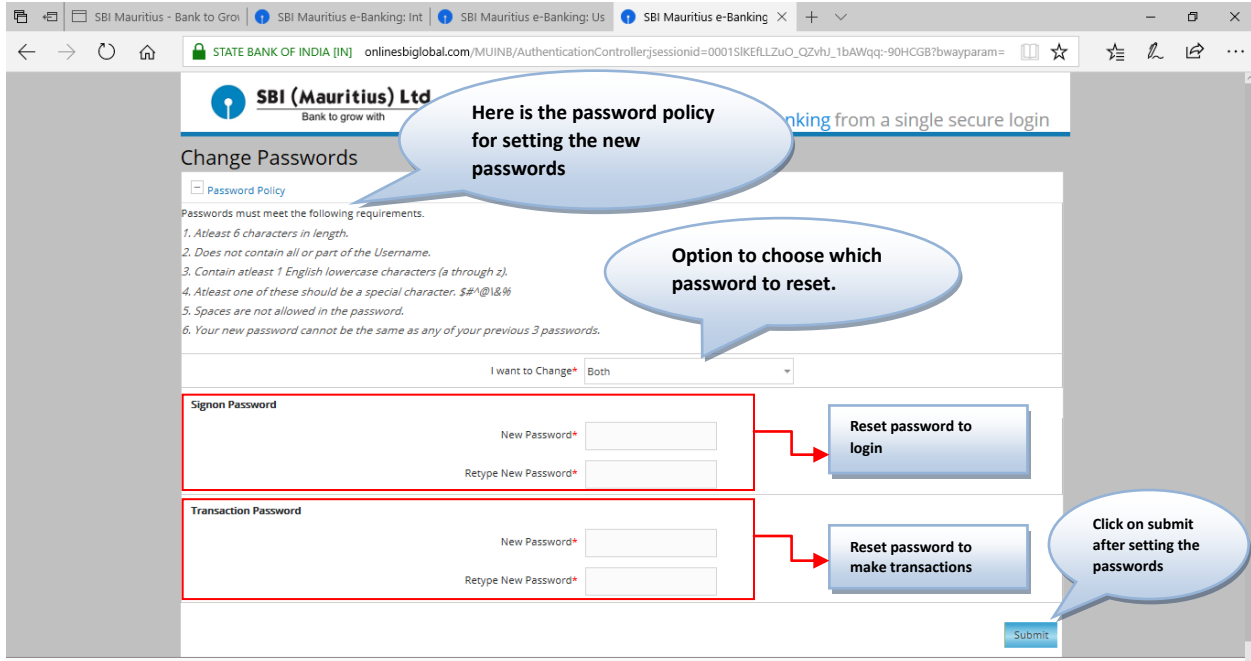 SBI Mauritius - Bank to Grow
SBI Mauritius e-Banking: Int
SBI Mauritius e-Banking: Us
SBI Mauritius e-Banking
STATE BANK OF INDIA [IN] onlinesbiglobal.com/MUINB/AuthenticationController;jsessionid=
SBI (Mauritius) Ltd
Bank to grow with
nking from a single secure login
Here is the password policy
for setting the new
passwords
Change Passwords
Password Policy
Passwords must meet the following requirements.
1. Atleast 6 characters in length.
2. Does not contain all or part of the Username.
3. Contain atleast 1 English lowercase characters (a through z).
4. Atleast one of these should be a special character. $#^@\&%
5. Spaces are not allowed in the password.
6. Your new password cannot be the same as any of your previous 3 passwords.
Option to choose which
password to reset.
I want to Change* Both
Signon Password
New Password*
Retype New Password*
Reset password to
login
Transaction Password
New Password*
Retype New Password*
Reset password to
make transactions
Click on submit
after setting the
passwords
Submit